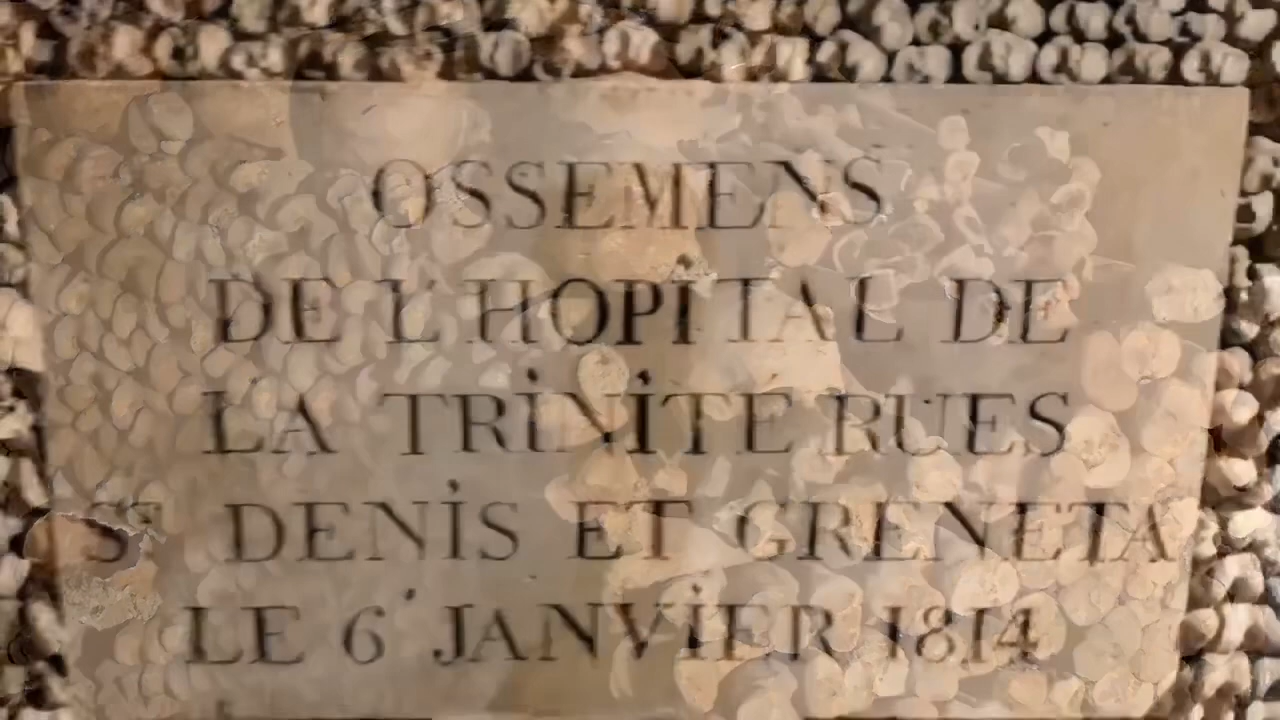 OSSEMENS
DE L'HOPITAL DE
LA TRINITE RUES
ST DENIS ET GRENETA
LE 6 JANVIER 1814